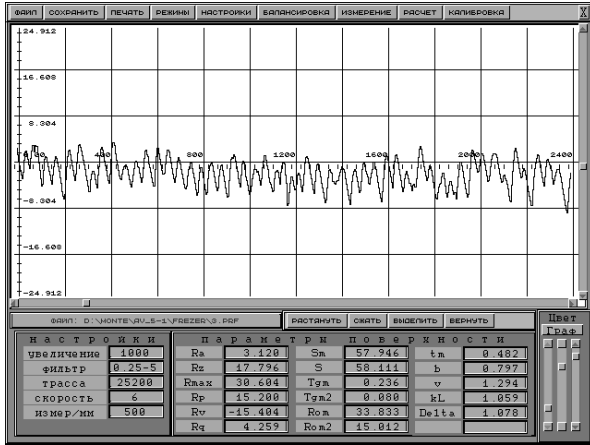 ФАИЛ СОХРАНИТЬ ПЕЧАТЬ РЕЖИМЫ НАСТРОЙКИ БАЛАНСИРОВКА ИЗМЕРЕНИЕ РАСЧЕТ КАЛИБРОВКА X
24.912
16.608
8.304
0.00 400 800 1200 1600 2000 2400
-8.304
-16.608
-24.912
ФАИЛ: D:\MONTE\AV_5-1\FREZER\3.PRF РАСТЯНУТЬ СЖАТЬ ВЫДЕЛИТЬ ВЕРНУТЬ Цвет
Граф
настройки параметры поверхности
увеличение 1000 Ra 3.120 Sm 57.946 tm 0.482
фильтр 0.25-5 Rz 17.796 S 58.111 b 0.797
трасса 25200 Rmax 30.604 Tgm 0.236 v 1.294
скорость 6 Rp 15.200 Tgm2 0.080 kL 1.059
измер/мм 500 Rv -15.404 Rom 33.833 Delta 1.078
Rq 4.259 Rom2 15.012